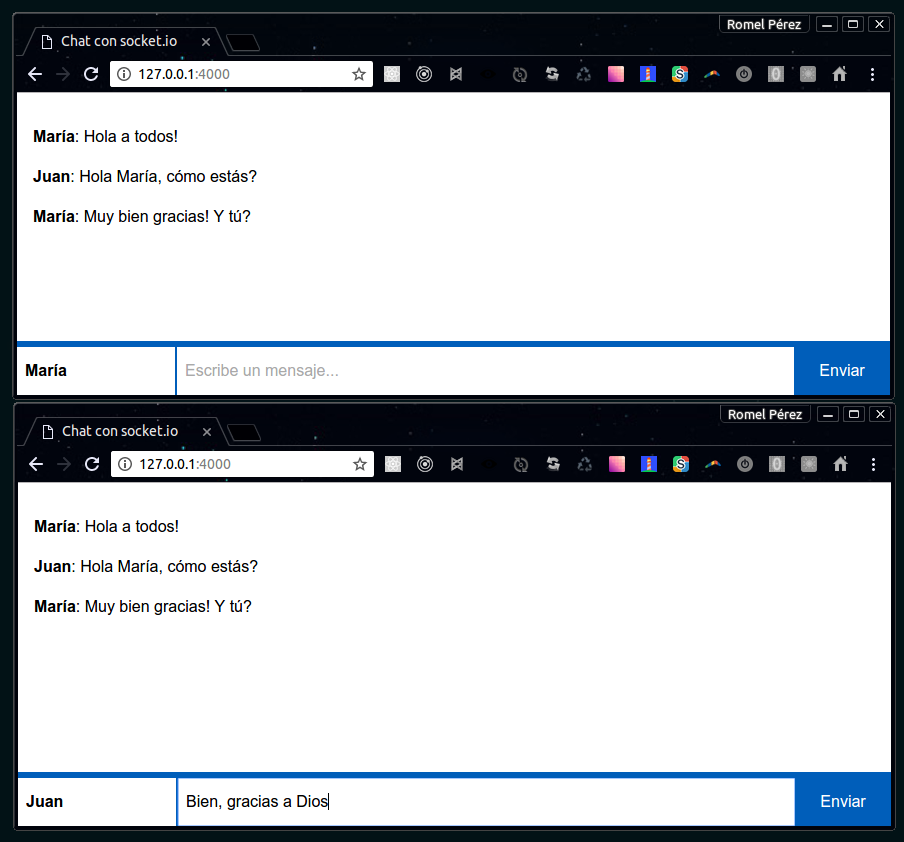 Romel Pérez
Chat con socket.io
127.0.0.1:4000
María: Hola a todos!
Juan: Hola María, cómo estás?
María: Muy bien gracias! Y tú?
María Escribe un mensaje... Enviar
Romel Pérez
Chat con socket.io
127.0.0.1:4000
María: Hola a todos!
Juan: Hola María, cómo estás?
María: Muy bien gracias! Y tú?
Juan Bien, gracias a Dios Enviar